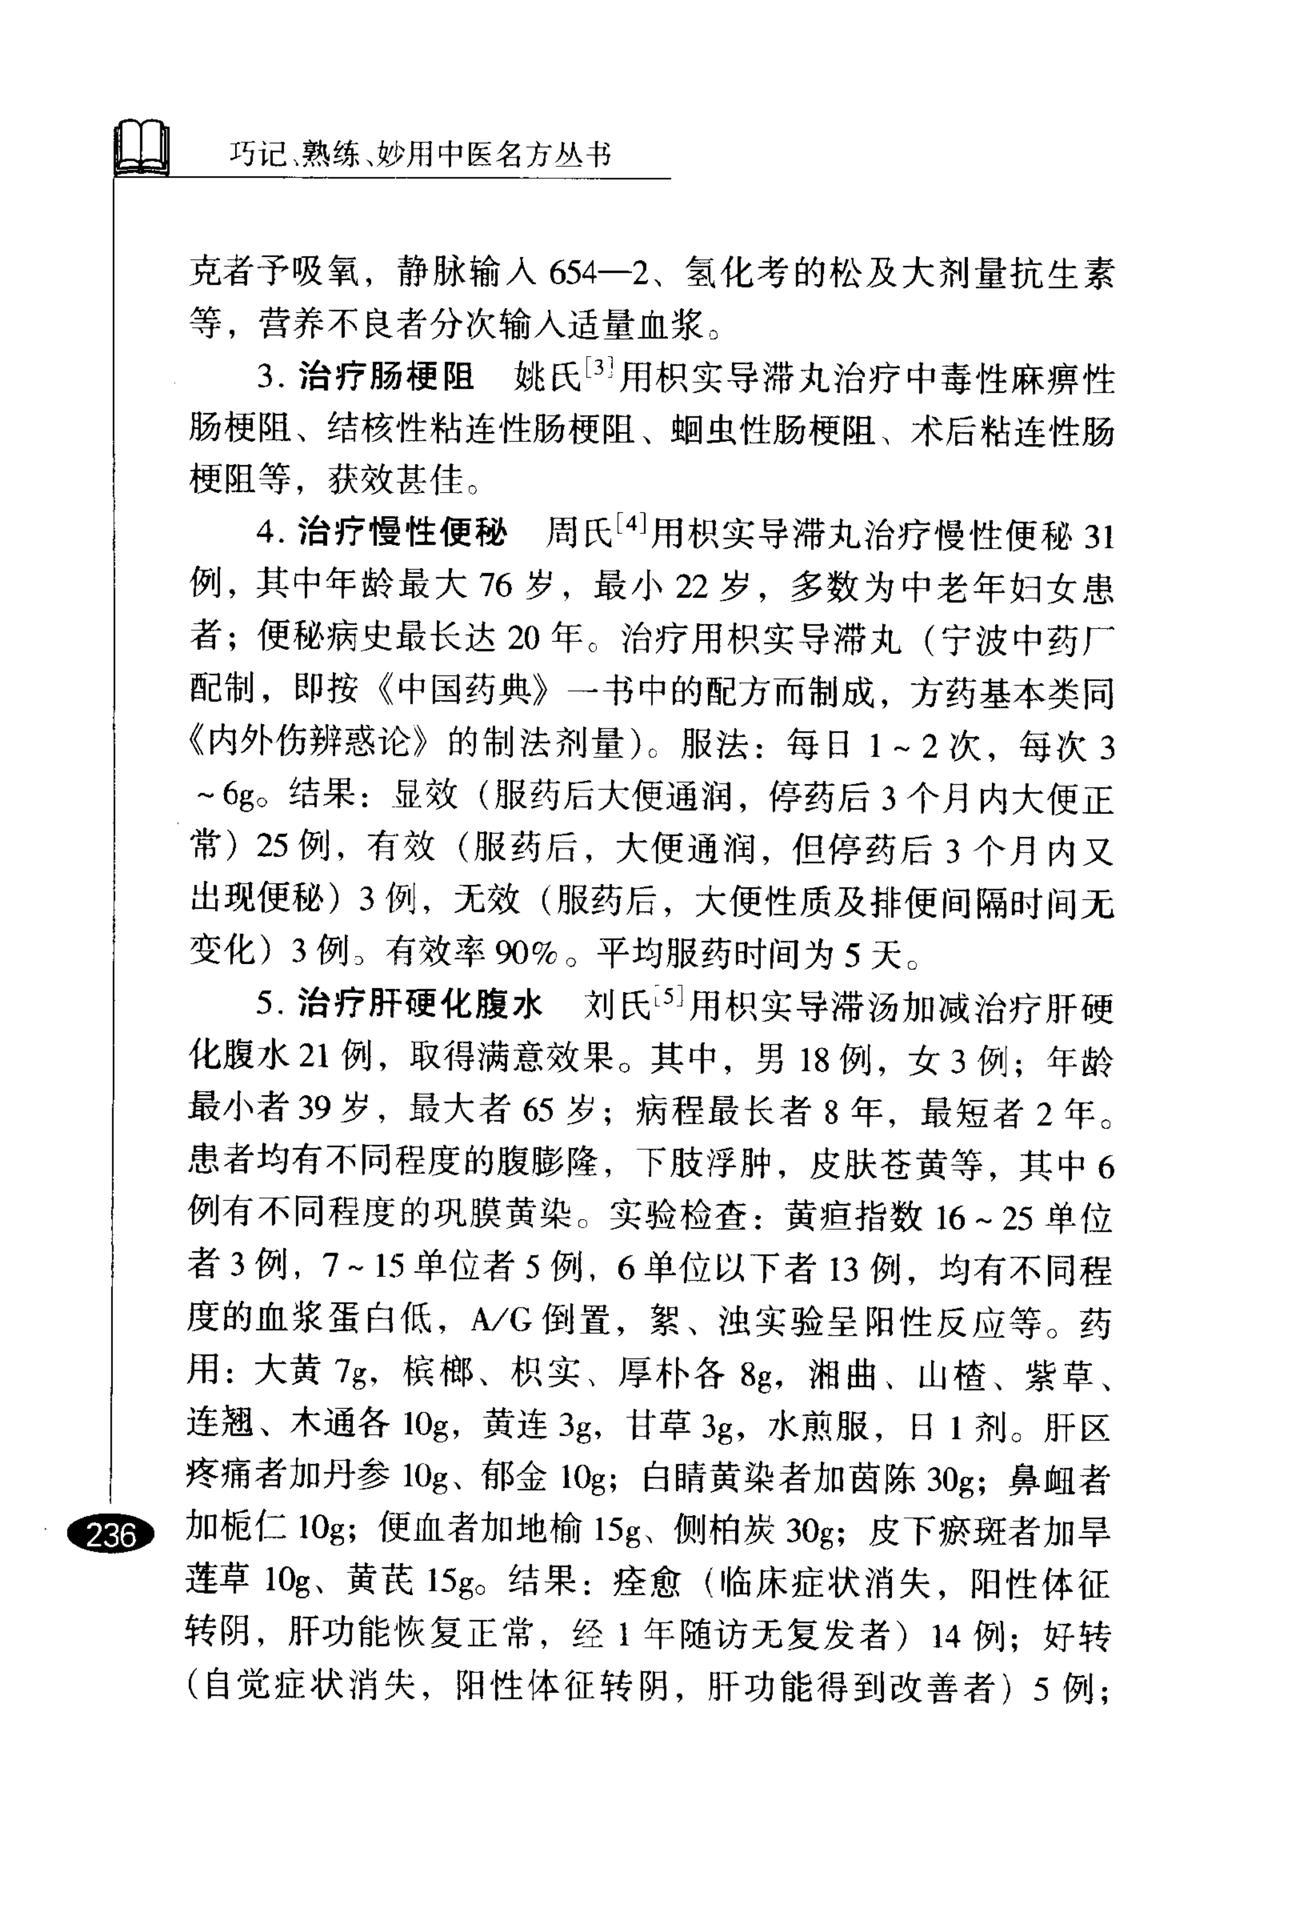 巧记、熟练、妙用中医名方丛书
克者予吸氧，静脉输入 654—2、氢化考的松及大剂量抗生素
等，营养不良者分次输入适量血浆。
3. 治疗肠梗阻　姚氏[3]用枳实导滞丸治疗中毒性麻痹性
肠梗阻、结核性粘连性肠梗阻、蛔虫性肠梗阻、术后粘连性肠
梗阻等，获效甚佳。
4. 治疗慢性便秘　周氏[4]用枳实导滞丸治疗慢性便秘 31
例，其中年龄最大 76 岁，最小 22 岁，多数为中老年妇女患
者；便秘病史最长达 20 年。治疗用枳实导滞丸（宁波中药厂
配制，即按《中国药典》一书中的配方而制成，方药基本类同
《内外伤辨惑论》的制法剂量）。服法：每日 1～2 次，每次 3
～6g。结果：显效（服药后大便通润，停药后 3 个月内大便正
常）25 例，有效（服药后，大便通润，但停药后 3 个月内又
出现便秘）3 例，无效（服药后，大便性质及排便间隔时间无
变化）3 例。有效率 90%。平均服药时间为 5 天。
5. 治疗肝硬化腹水　刘氏[5]用枳实导滞汤加减治疗肝硬
化腹水 21 例，取得满意效果。其中，男 18 例，女 3 例；年龄
最小者 39 岁，最大者 65 岁；病程最长者 8 年，最短者 2 年。
患者均有不同程度的腹膨隆，下肢浮肿，皮肤苍黄等，其中 6
例有不同程度的巩膜黄染。实验检查：黄疸指数 16～25 单位
者 3 例，7～15 单位者 5 例，6 单位以下者 13 例，均有不同程
度的血浆蛋白低，A/G 倒置，絮、浊实验呈阳性反应等。药
用：大黄 7g，槟榔、枳实、厚朴各 8g，湘曲、山楂、紫草、
连翘、木通各 10g，黄连 3g，甘草 3g，水煎服，日 1 剂。肝区
疼痛者加丹参 10g、郁金 10g；白睛黄染者加茵陈 30g；鼻衄者
加栀仁 10g；便血者加地榆 15g、侧柏炭 30g；皮下瘀斑者加旱
莲草 10g、黄芪 15g。结果：痊愈（临床症状消失，阳性体征
转阴，肝功能恢复正常，经 1 年随访无复发者）14 例；好转
（自觉症状消失，阳性体征转阴，肝功能得到改善者）5 例；
236